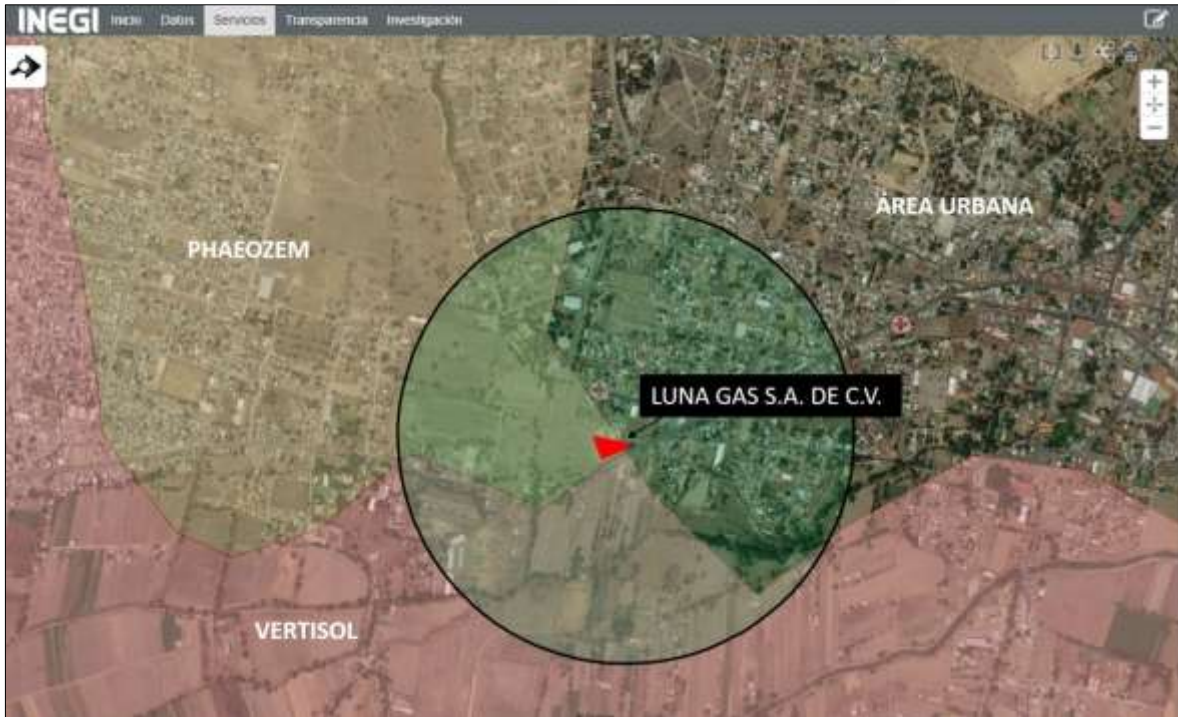 INEGI Inicio Datos Servicios Transparencia Investigación
ÁREA URBANA
PHAEOZEM
LUNA GAS S.A. DE C.V.
VERTISOL